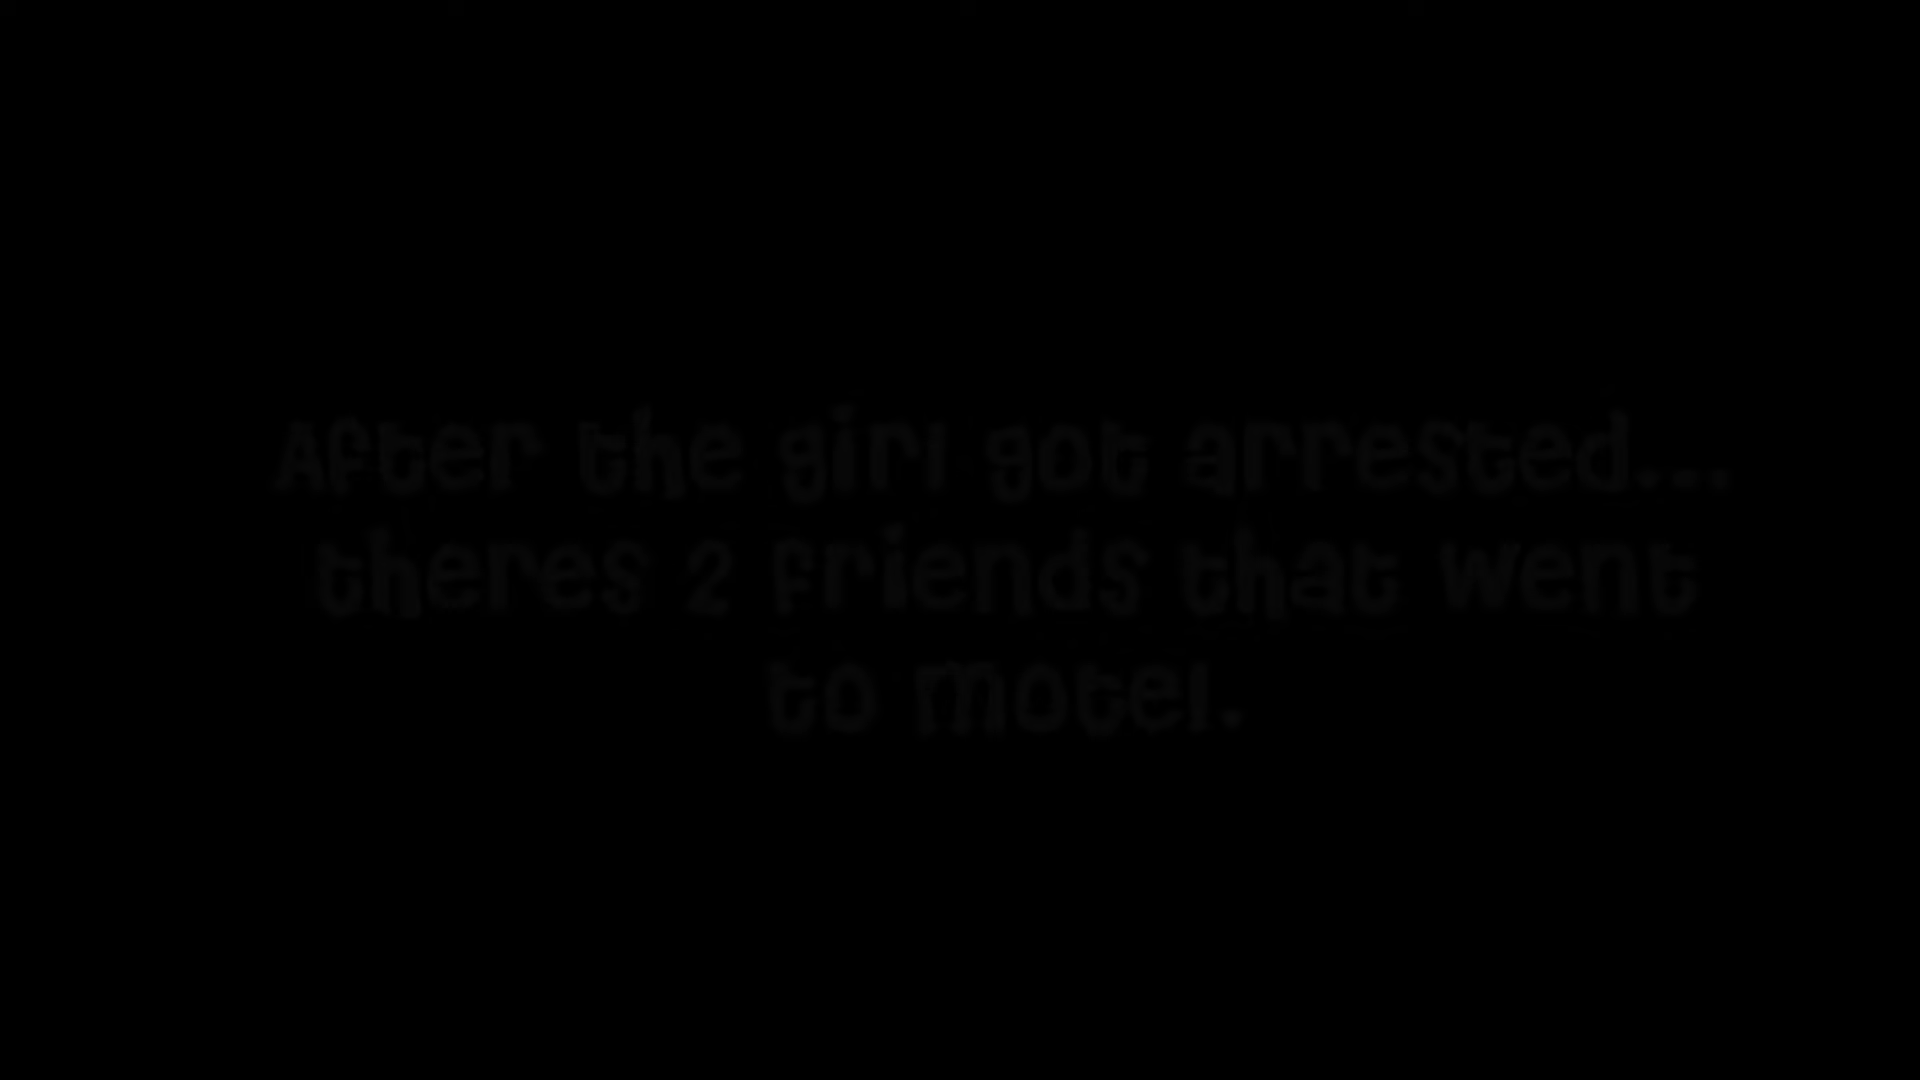 After the girl got arrested...
theres 2 friends that went
to motel.